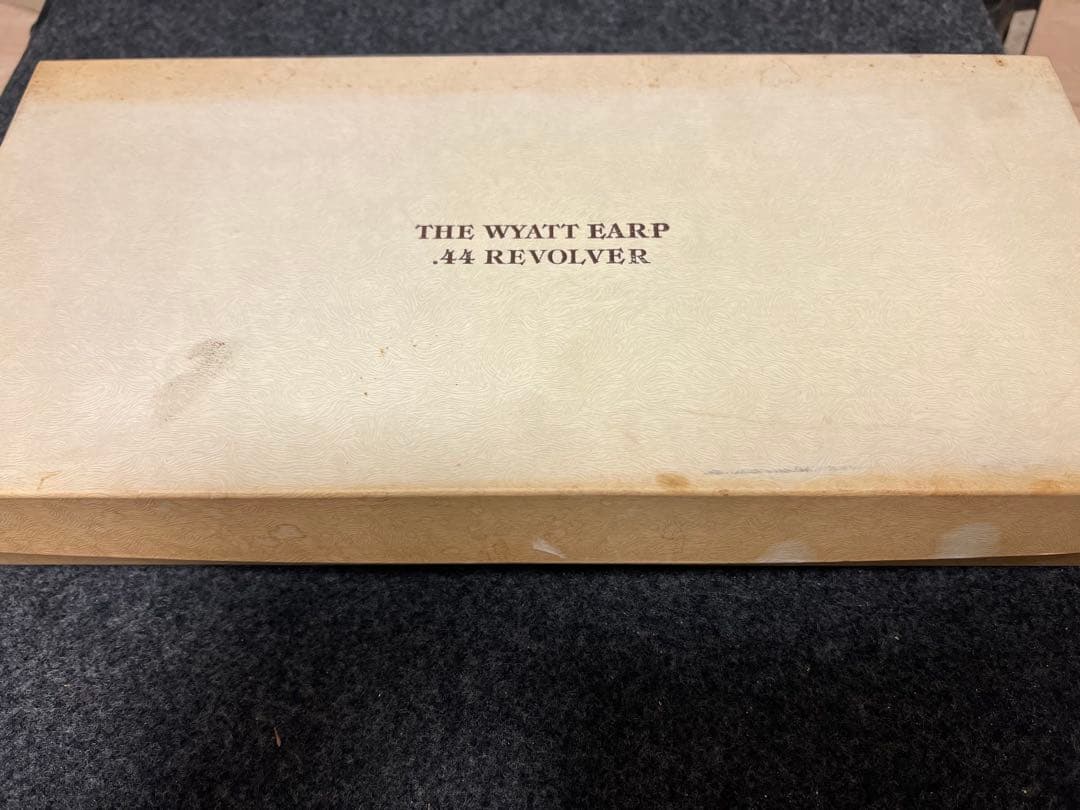 THE WYATT EARP
.44 REVOLVER